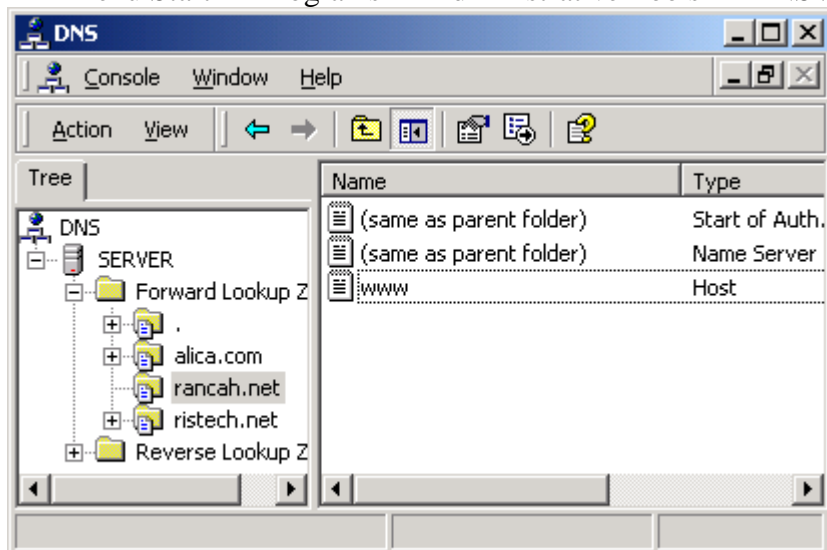 DNS
Console Window Help
Action View
Tree
Name Type
DNS
SERVER
Forward Lookup Z
.
alica.com
rancah.net
ristech.net
Reverse Lookup Z
(same as parent folder) Start of Auth.
(same as parent folder) Name Server
www Host